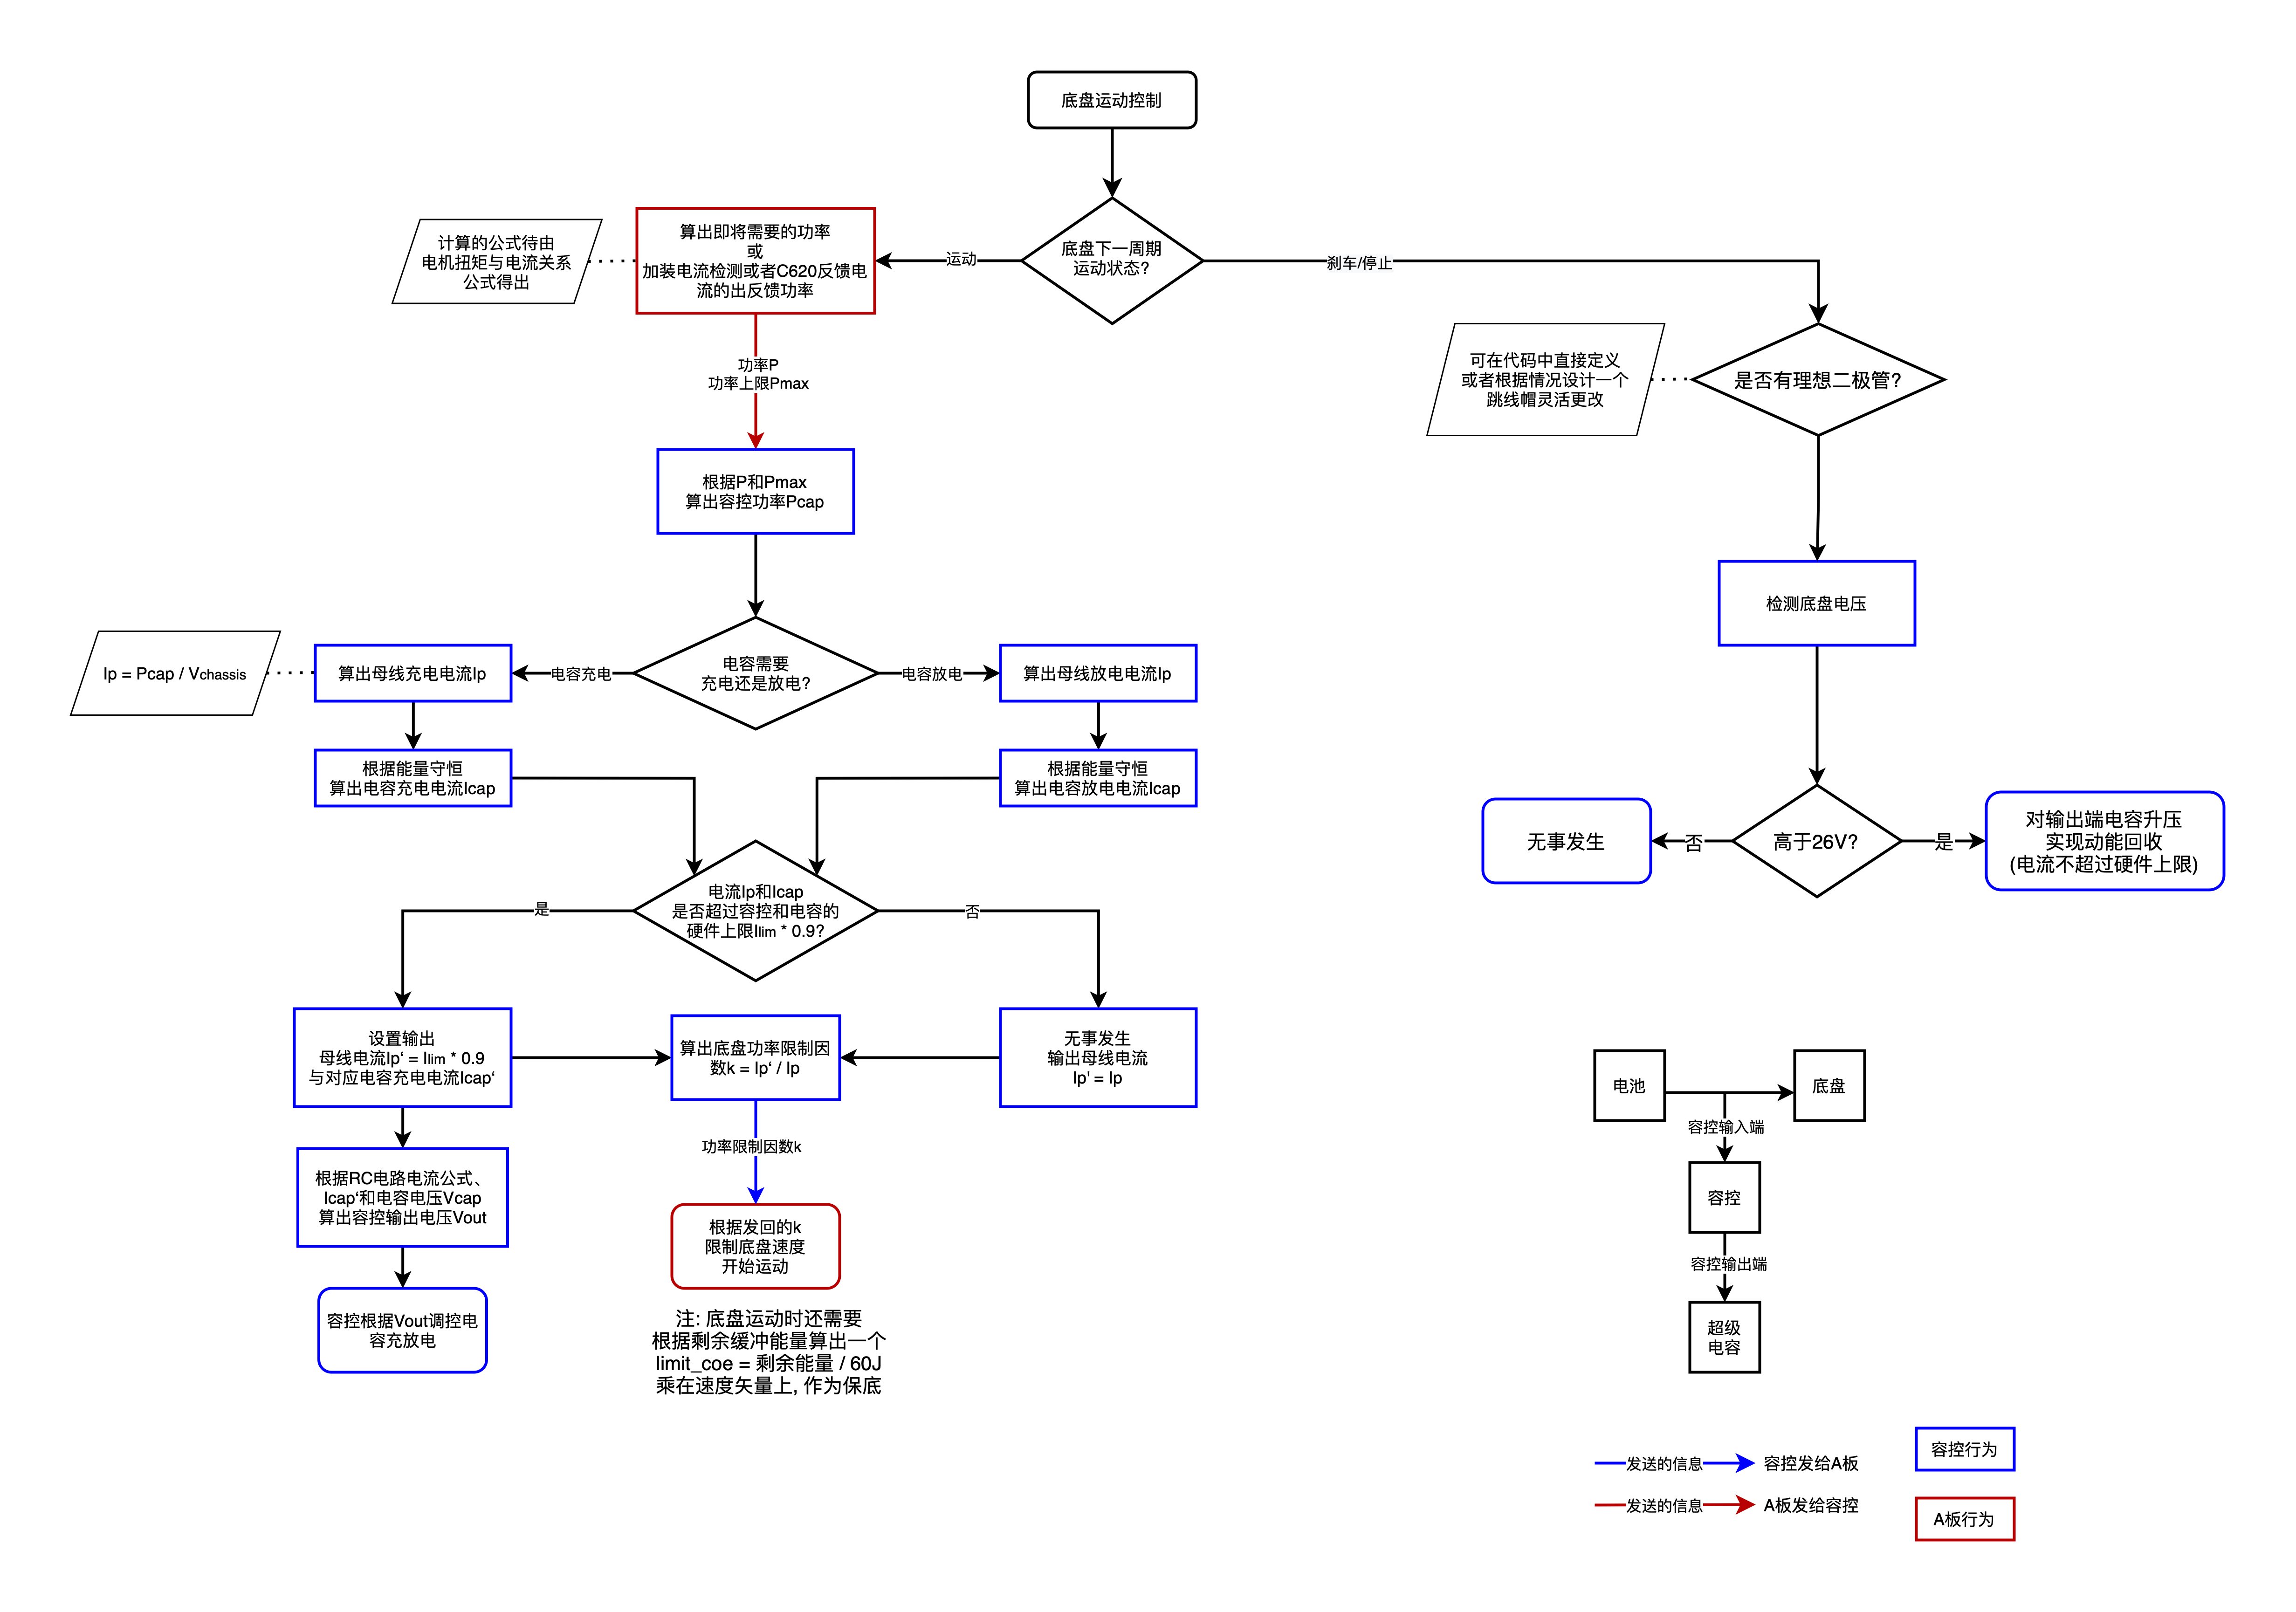 底盘运动控制
底盘下一周期
运动状态?
运动
刹车/停止
算出即将需要的功率
或
加装电流检测或者C620反馈电
流的出反馈功率
计算的公式待由
电机扭矩与电流关系
公式得出
功率P
功率上限Pmax
可在代码中直接定义
或者根据情况设计一个
跳线帽灵活更改
是否有理想二极管?
根据P和Pmax
算出容控功率Pcap
检测底盘电压
Ip = Pcap / Vchassis
算出母线充电电流Ip
电容充电
电容需要
充电还是放电?
电容放电
算出母线放电电流Ip
根据能量守恒
算出电容充电电流Icap
根据能量守恒
算出电容放电电流Icap
无事发生
否
高于26V?
是
对输出端电容升压
实现动能回收
(电流不超过硬件上限)
是
电流Ip和Icap
是否超过容控和电容的
硬件上限Ilim * 0.9?
否
设置输出
母线电流Ip‘ = Ilim * 0.9
与对应电容充电电流Icap‘
算出底盘功率限制因
数k = Ip‘ / Ip
无事发生
输出母线电流
Ip' = Ip
功率限制因数k
根据RC电路电流公式、
Icap‘和电容电压Vcap
算出容控输出电压Vout
根据发回的k
限制底盘速度
开始运动
容控根据Vout调控电
容充放电
注: 底盘运动时还需要
根据剩余缓冲能量算出一个
limit_coe = 剩余能量 / 60J
乘在速度矢量上, 作为保底
电池
底盘
容控输入端
容控
容控输出端
超级
电容
发送的信息
容控发给A板
容控行为
发送的信息
A板发给容控
A板行为